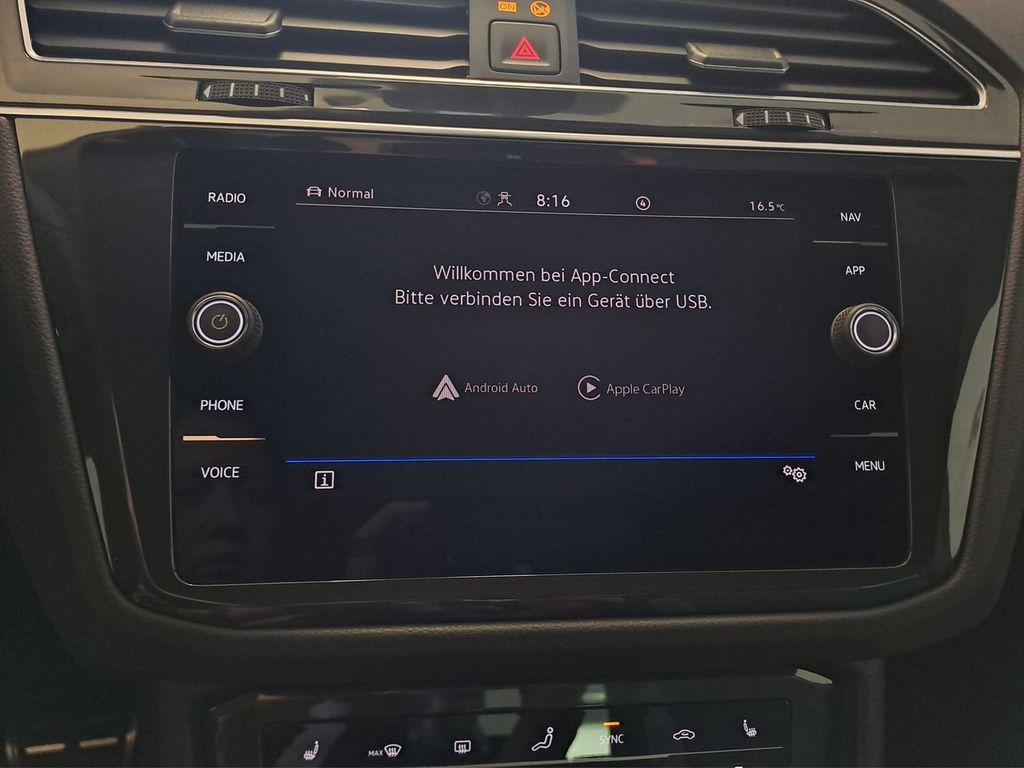 ON
RADIO
Normal
8:16
4
16.5°C
NAV
MEDIA
APP
Willkommen bei App-Connect
Bitte verbinden Sie ein Gerät über USB.
Android Auto
Apple CarPlay
PHONE
CAR
VOICE
i
MENU
MAX
SYNC